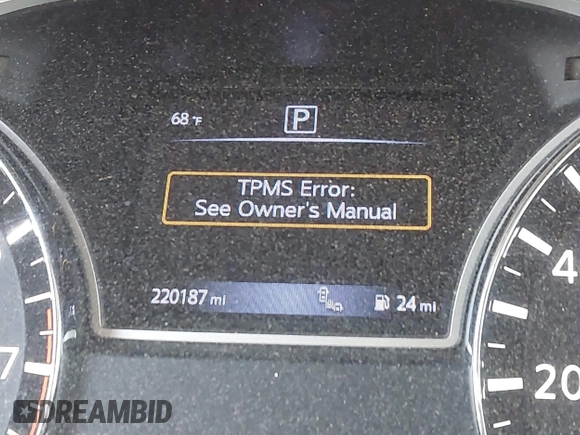 68 °F
P
TPMS Error:
See Owner's Manual
220187 mi
24 mi
4
7
20
DREAMBID